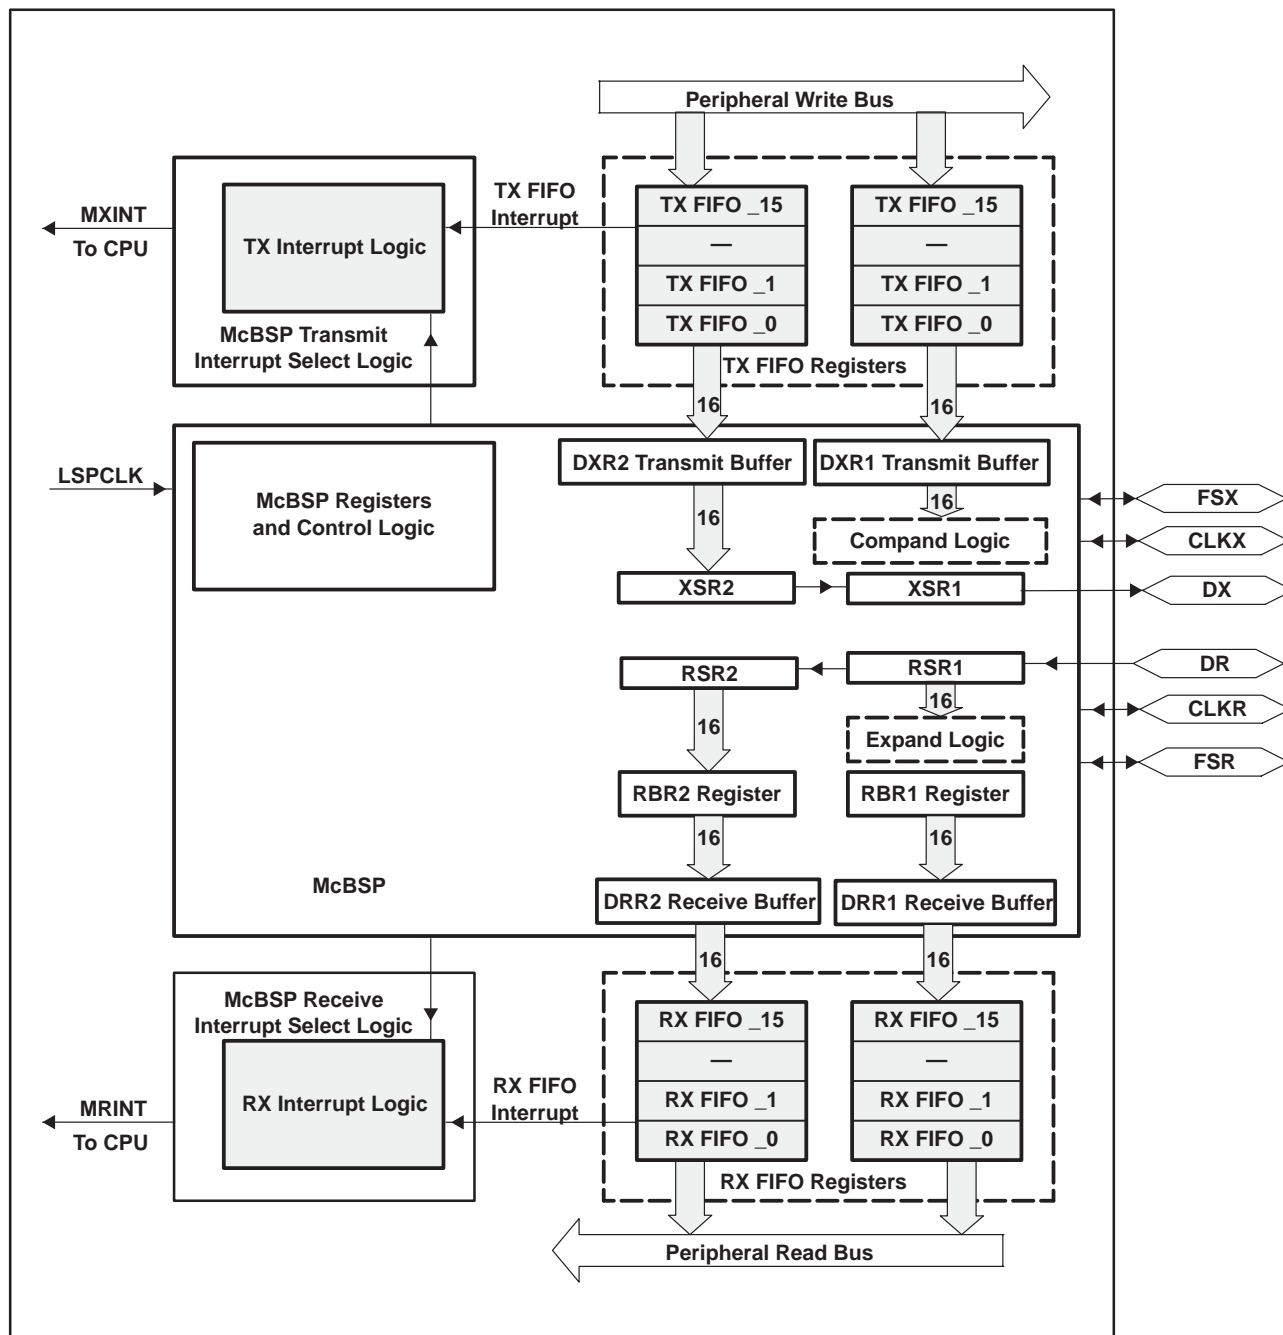 Peripheral Write Bus
MXINT
To CPU
TX Interrupt Logic
McBSP Transmit
Interrupt Select Logic
TX FIFO
Interrupt
TX FIFO _15
—
TX FIFO _1
TX FIFO _0
TX FIFO _15
—
TX FIFO _1
TX FIFO _0
TX FIFO Registers
16
16
LSPCLK
McBSP Registers
and Control Logic
DXR2 Transmit Buffer
DXR1 Transmit Buffer
16
16
Compand Logic
XSR2
XSR1
RSR2
RSR1
16
16
Expand Logic
RBR2 Register
RBR1 Register
16
16
McBSP
DRR2 Receive Buffer
DRR1 Receive Buffer
FSX
CLKX
DX
DR
CLKR
FSR
16
16
McBSP Receive
Interrupt Select Logic
RX Interrupt Logic
MRINT
To CPU
RX FIFO
Interrupt
RX FIFO _15
—
RX FIFO _1
RX FIFO _0
RX FIFO _15
—
RX FIFO _1
RX FIFO _0
RX FIFO Registers
Peripheral Read Bus